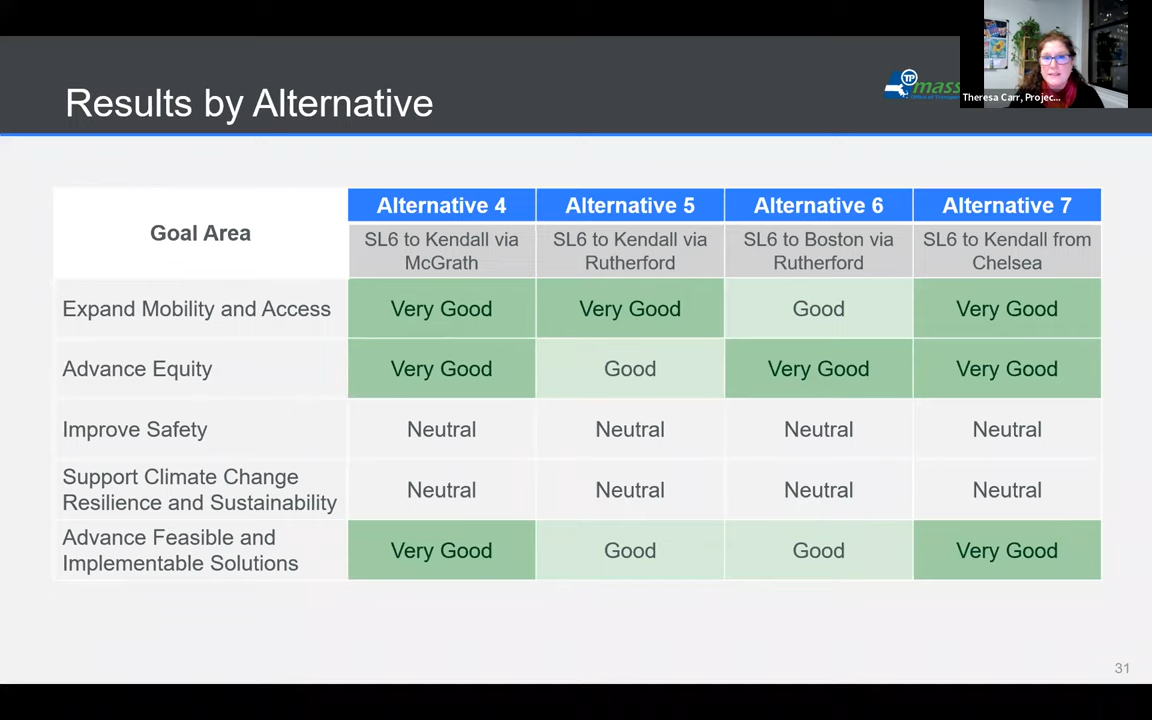 Results by Alternative
TP
mass
Theresa Carr, Projec...
Goal Area
Alternative 4
Alternative 5
Alternative 6
Alternative 7
SL6 to Kendall via
McGrath
SL6 to Kendall via
Rutherford
SL6 to Boston via
Rutherford
SL6 to Kendall from
Chelsea
Expand Mobility and Access
Very Good
Very Good
Good
Very Good
Advance Equity
Very Good
Good
Very Good
Very Good
Improve Safety
Neutral
Neutral
Neutral
Neutral
Support Climate Change
Resilience and Sustainability
Neutral
Neutral
Neutral
Neutral
Advance Feasible and
Implementable Solutions
Very Good
Good
Good
Very Good
31